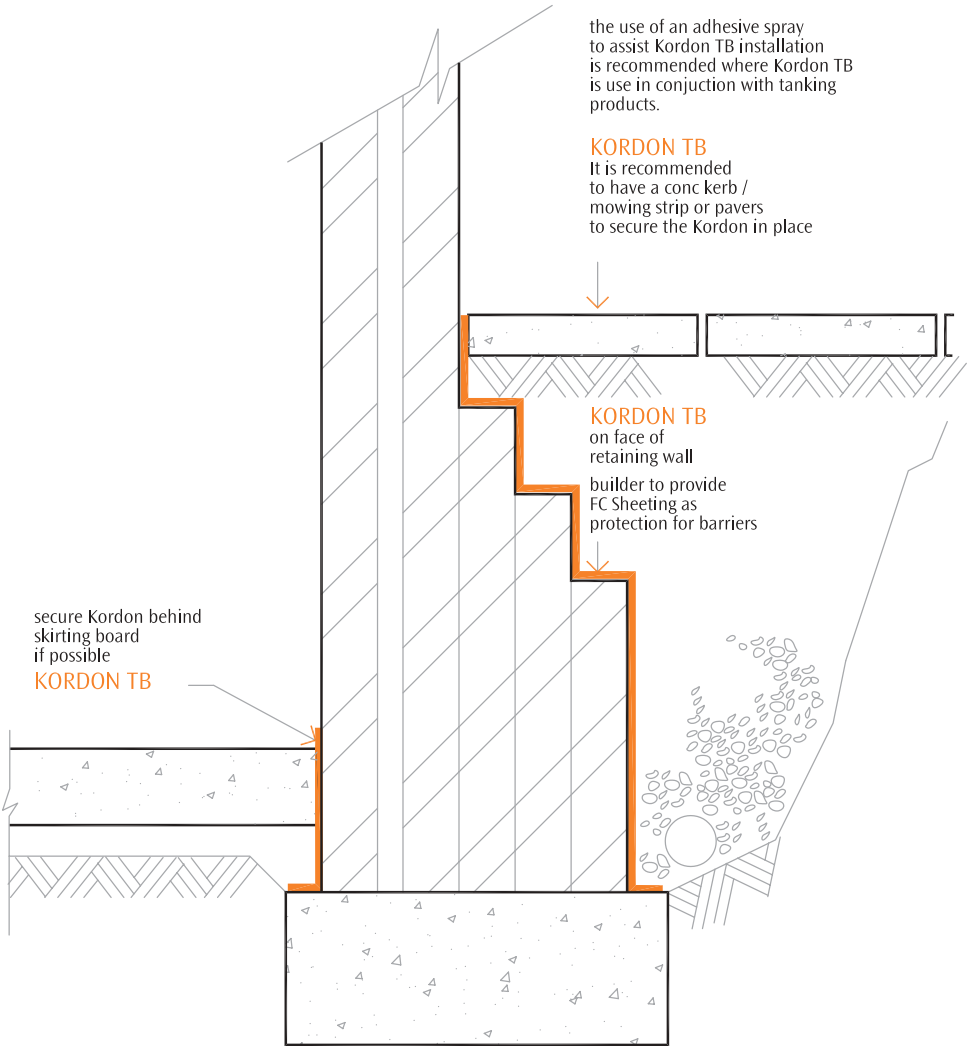 the use of an adhesive spray
to assist Kordon TB installation
is recommended where Kordon TB
is use in conjuction with tanking
products.
KORDON TB
It is recommended
to have a conc kerb /
mowing strip or pavers
to secure the Kordon in place
KORDON TB
on face of
retaining wall
builder to provide
FC Sheeting as
protection for barriers
secure Kordon behind
skirting board
if possible
KORDON TB